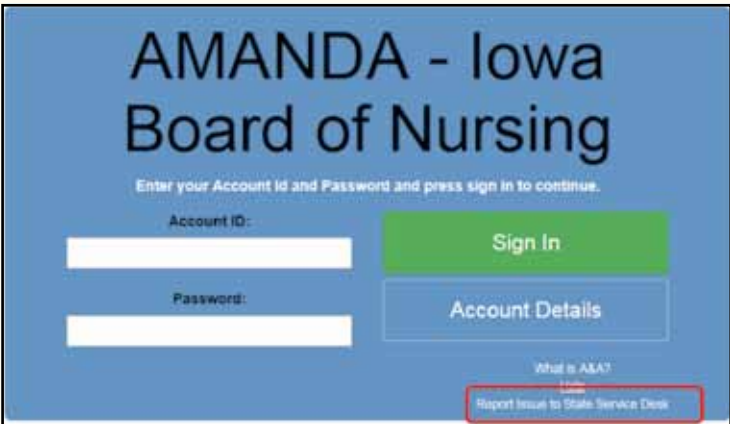 AMANDA - Iowa
Board of Nursing
Enter your Account Id and Password and press sign in to continue.
Account ID:
Sign In
Password:
Account Details
What is A&A?
Help
Report Issue to State Service Desk